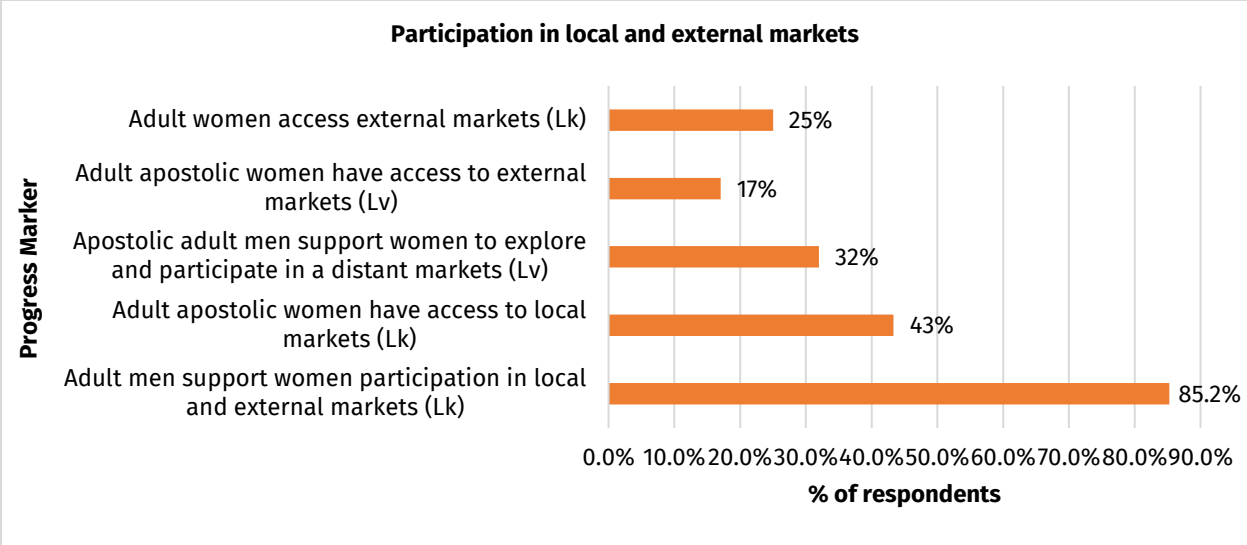 Participation in local and external markets
Progress Marker
Adult women access external markets (Lk)
25%
Adult apostolic women have access to external
markets (Lv)
17%
Apostolic adult men support women to explore
and participate in a distant markets (Lv)
32%
Adult apostolic women have access to local
markets (Lk)
43%
Adult men support women participation in local
and external markets (Lk)
85.2%
0.0% 10.0% 20.0% 30.0% 40.0% 50.0% 60.0% 70.0% 80.0% 90.0%
% of respondents